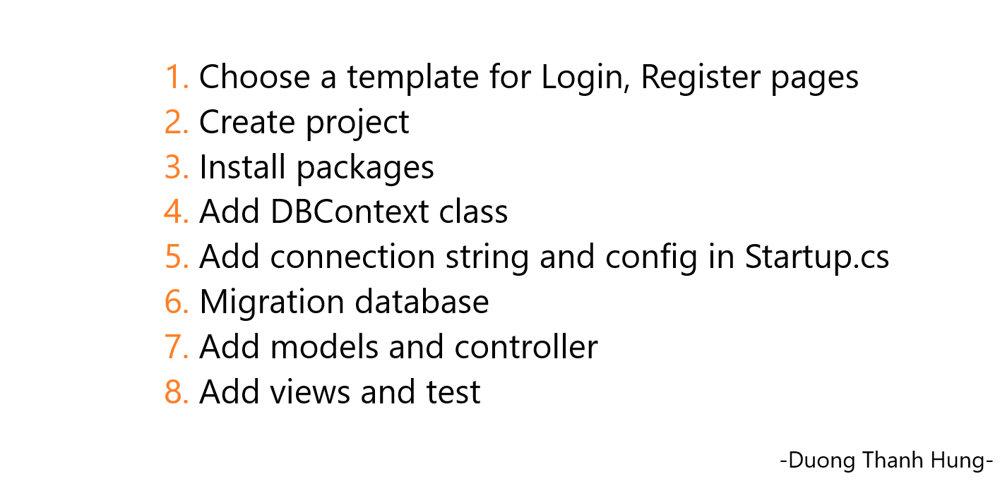 1. Choose a template for Login, Register pages
2. Create project
3. Install packages
4. Add DBContext class
5. Add connection string and config in Startup.cs
6. Migration database
7. Add models and controller
8. Add views and test
-Duong Thanh Hung-